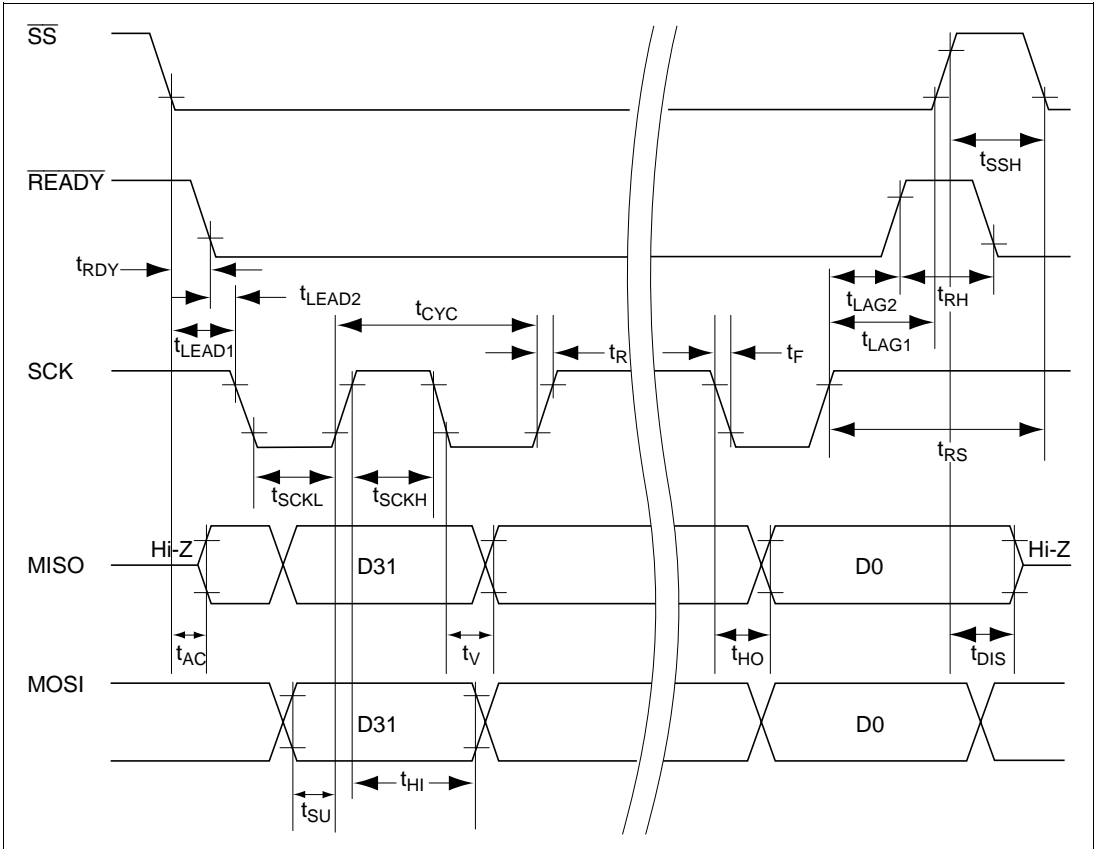 SS
tSSH
READY
tRDY
tLEAD2
tCYC
tLAG2
tRH
tLEAD1
tR
tF
tLAG1
SCK
tRS
tSCKL
tSCKH
Hi-Z
Hi-Z
MISO
D31
D0
tAC
tV
tHO
tDIS
MOSI
D31
D0
tHI
tSU